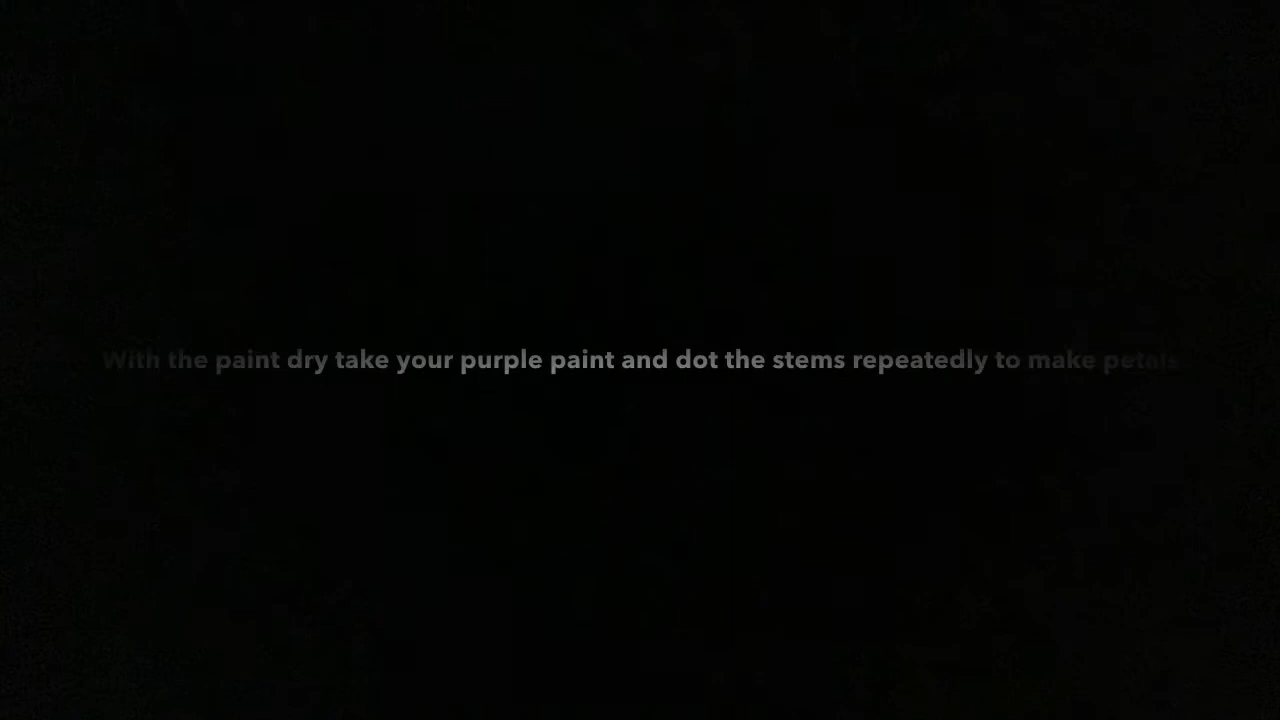 With the paint dry take your purple paint and dot the stems repeatedly to make petals